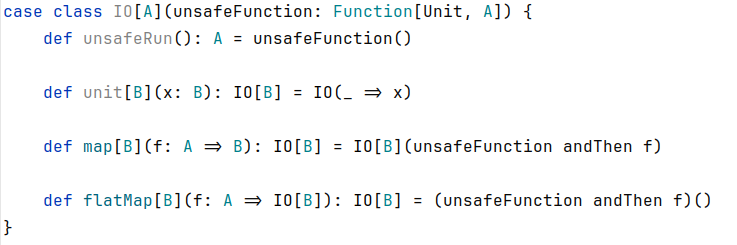 case class IO[A](unsafeFunction: Function[Unit, A]) {
    def unsafeRun(): A = unsafeFunction()
    def unit[B](x: B): IO[B] = IO(_ => x)
    def map[B](f: A => B): IO[B] = IO[B](unsafeFunction andThen f)
    def flatMap[B](f: A => IO[B]): IO[B] = (unsafeFunction andThen f)()
}